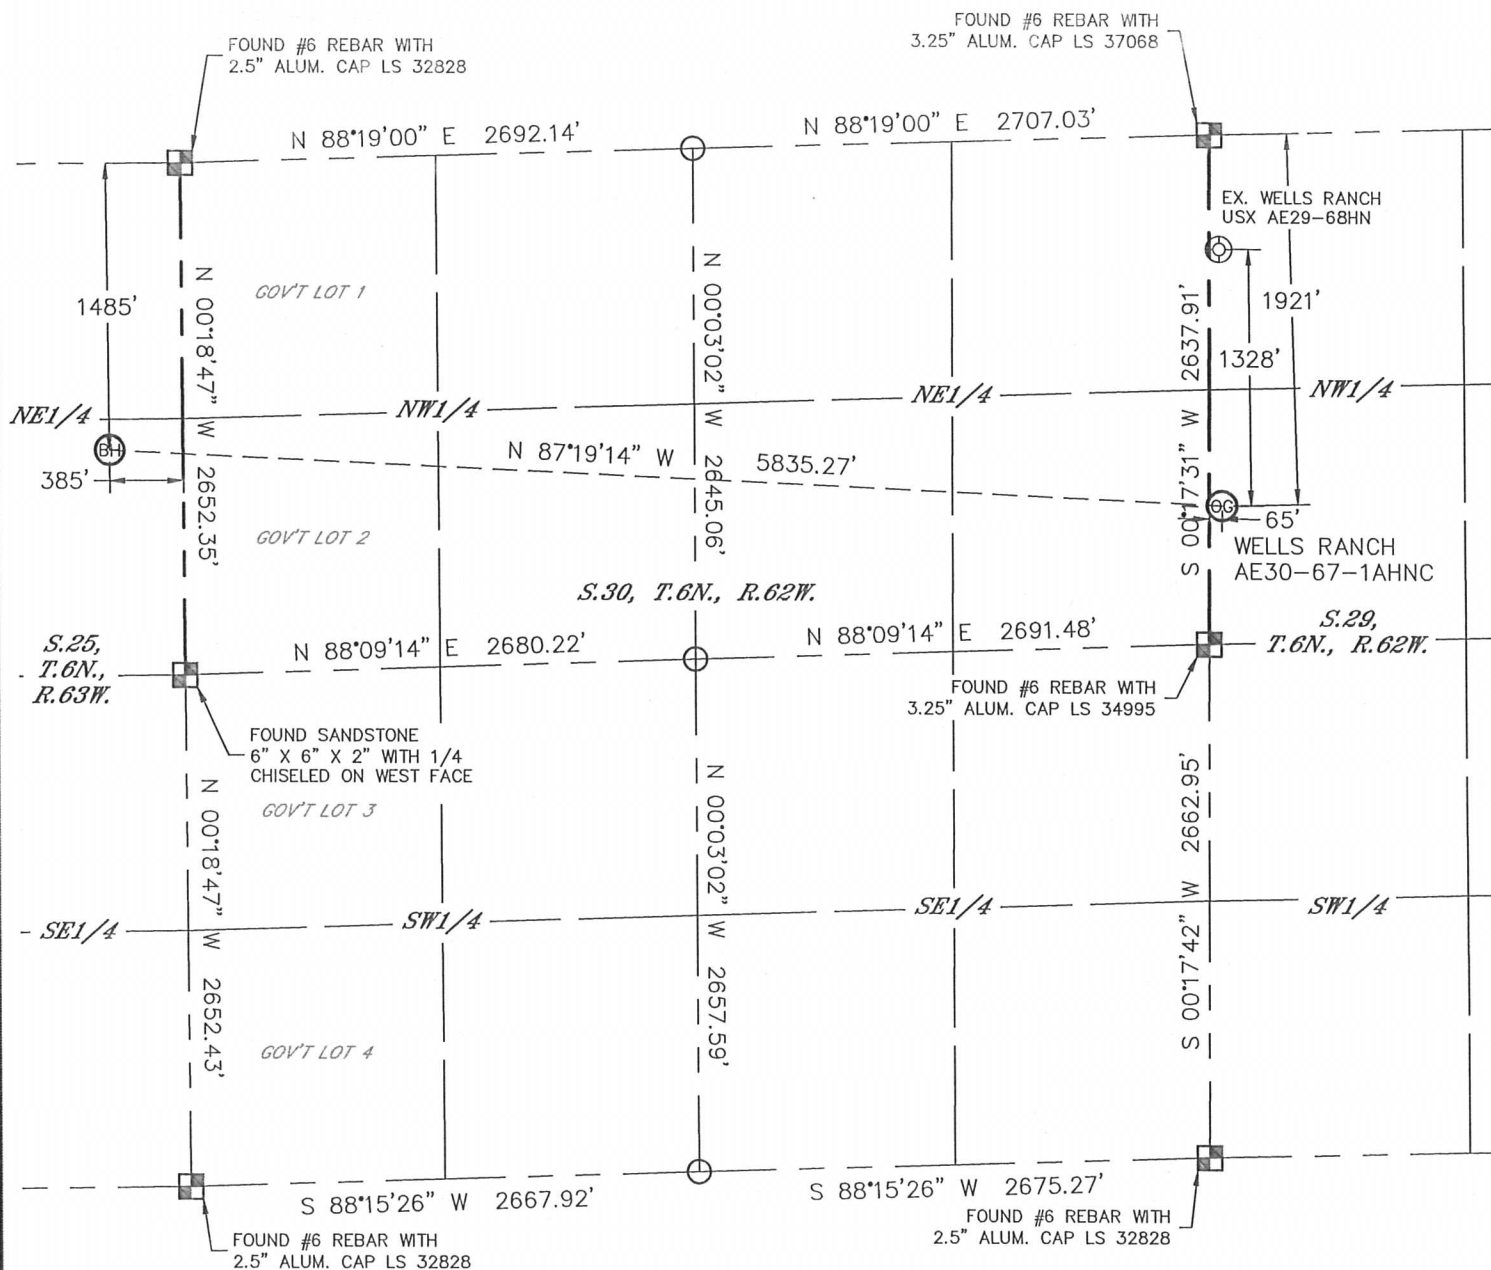 FOUND #6 REBAR WITH
3.25" ALUM. CAP LS 37068
FOUND #6 REBAR WITH
2.5" ALUM. CAP LS 32828
N 88°19'00" E 2692.14'
N 88°19'00" E 2707.03'
EX. WELLS RANCH
USX AE29-68HN
1485'
GOV'T LOT 1
N 00°18'47" W 2652.35'
N 00°03'02" W 2645.06'
S 00°17'31" W 2637.91'
1921'
1328'
NE1/4
NW1/4
NE1/4
NW1/4
BH
N 87°19'14" W 5835.27'
385'
OG
65'
GOV'T LOT 2
WELLS RANCH
AE30-67-1AHNC
S.30, T.6N., R.62W.
S.25,
T.6N.,
R.63W.
N 88°09'14" E 2680.22'
N 88°09'14" E 2691.48'
S.29,
T.6N., R.62W.
FOUND #6 REBAR WITH
3.25" ALUM. CAP LS 34995
FOUND SANDSTONE
6" X 6" X 2" WITH 1/4
CHISELED ON WEST FACE
GOV'T LOT 3
N 00°18'47" W 2652.43'
N 00°03'02" W 2657.59'
S 00°17'42" W 2662.95'
SE1/4
SW1/4
SE1/4
SW1/4
GOV'T LOT 4
S 88°15'26" W 2667.92'
S 88°15'26" W 2675.27'
FOUND #6 REBAR WITH
2.5" ALUM. CAP LS 32828
FOUND #6 REBAR WITH
2.5" ALUM. CAP LS 32828